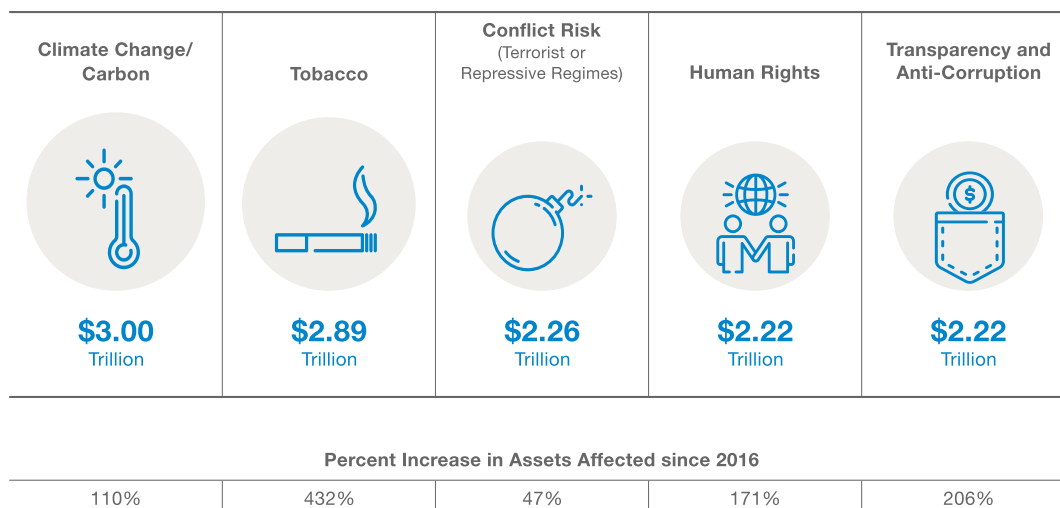 Climate Change/
Carbon
Tobacco
Conflict Risk
(Terrorist or
Repressive Regimes)
Human Rights
Transparency and
Anti-Corruption
$
$3.00
Trillion
$2.89
Trillion
$2.26
Trillion
$2.22
Trillion
$2.22
Trillion
Percent Increase in Assets Affected since 2016
110%
432%
47%
171%
206%